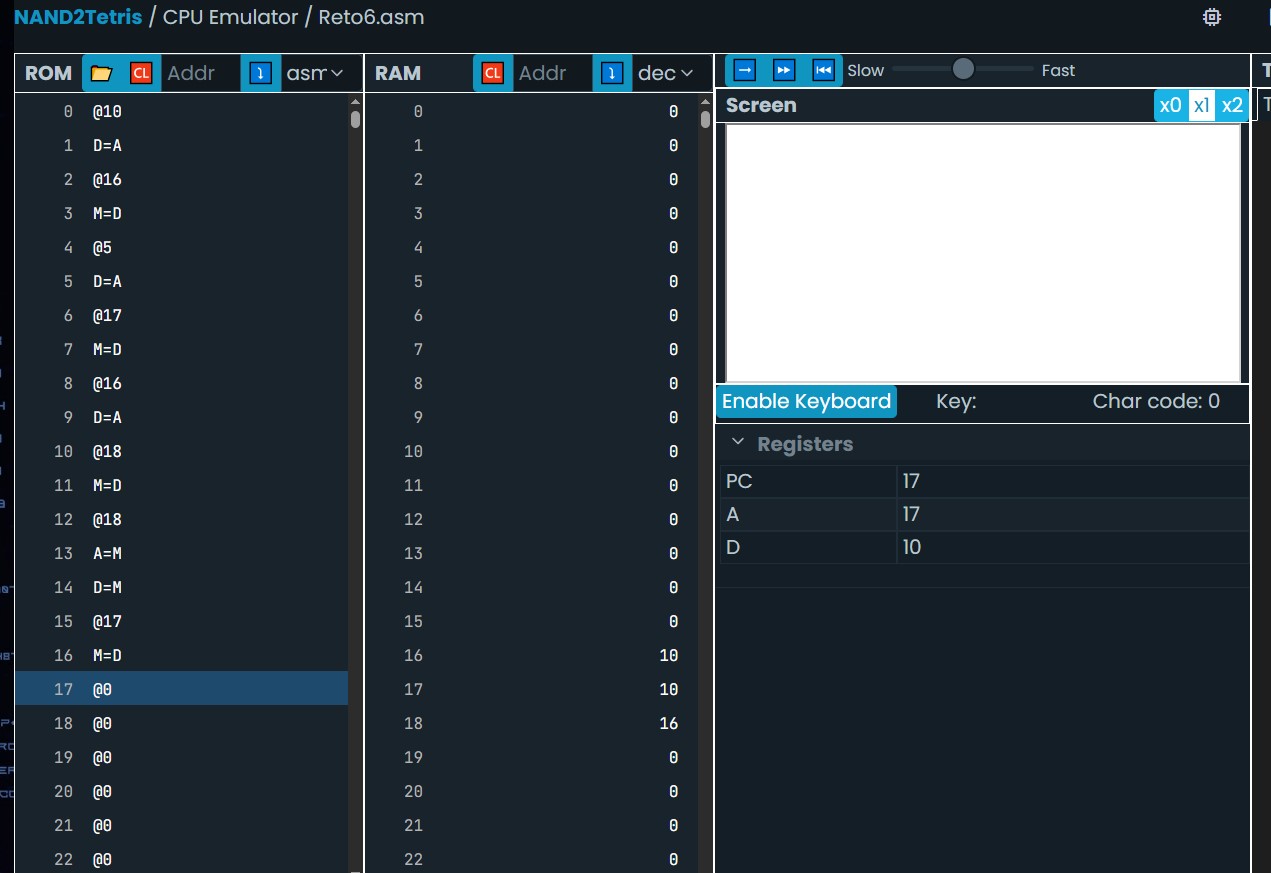 NAND2Tetris / CPU Emulator / Reto6.asm
ROM CL Addr asm
0 @10
1 D=A
2 @16
3 M=D
4 @5
5 D=A
6 @17
7 M=D
8 @16
9 D=A
10 @18
11 M=D
12 @18
13 A=M
14 D=M
15 @17
16 M=D
17 @0
18 @0
19 @0
20 @0
21 @0
22 @0
RAM CL Addr dec
0 0
1 0
2 0
3 0
4 0
5 0
6 0
7 0
8 0
9 0
10 0
11 0
12 0
13 0
14 0
15 0
16 10
17 10
18 16
19 0
20 0
21 0
22 0
Slow Fast
Screen x0 x1 x2
Enable Keyboard Key: Char code: 0
Registers
PC 17
A 17
D 10